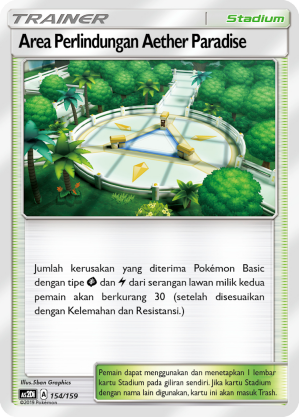 TRAINER
Stadium
Area Perlindungan Aether Paradise
Jumlah kerusakan yang diterima Pokémon Basic
dengan tipe dan dari serangan lawan milik kedua
pemain akan berkurang 30 (setelah disesuaikan
dengan Kelemahan dan Resistansi.)
Illus.5ban Graphics
AS2D A 154/159
©2019 Pokémon
Pemain dapat menggunakan dan menetapkan 1 lembar
kartu Stadium pada giliran sendiri. Jika kartu Stadium
dengan nama lain digunakan, kartu ini akan masuk Trash.